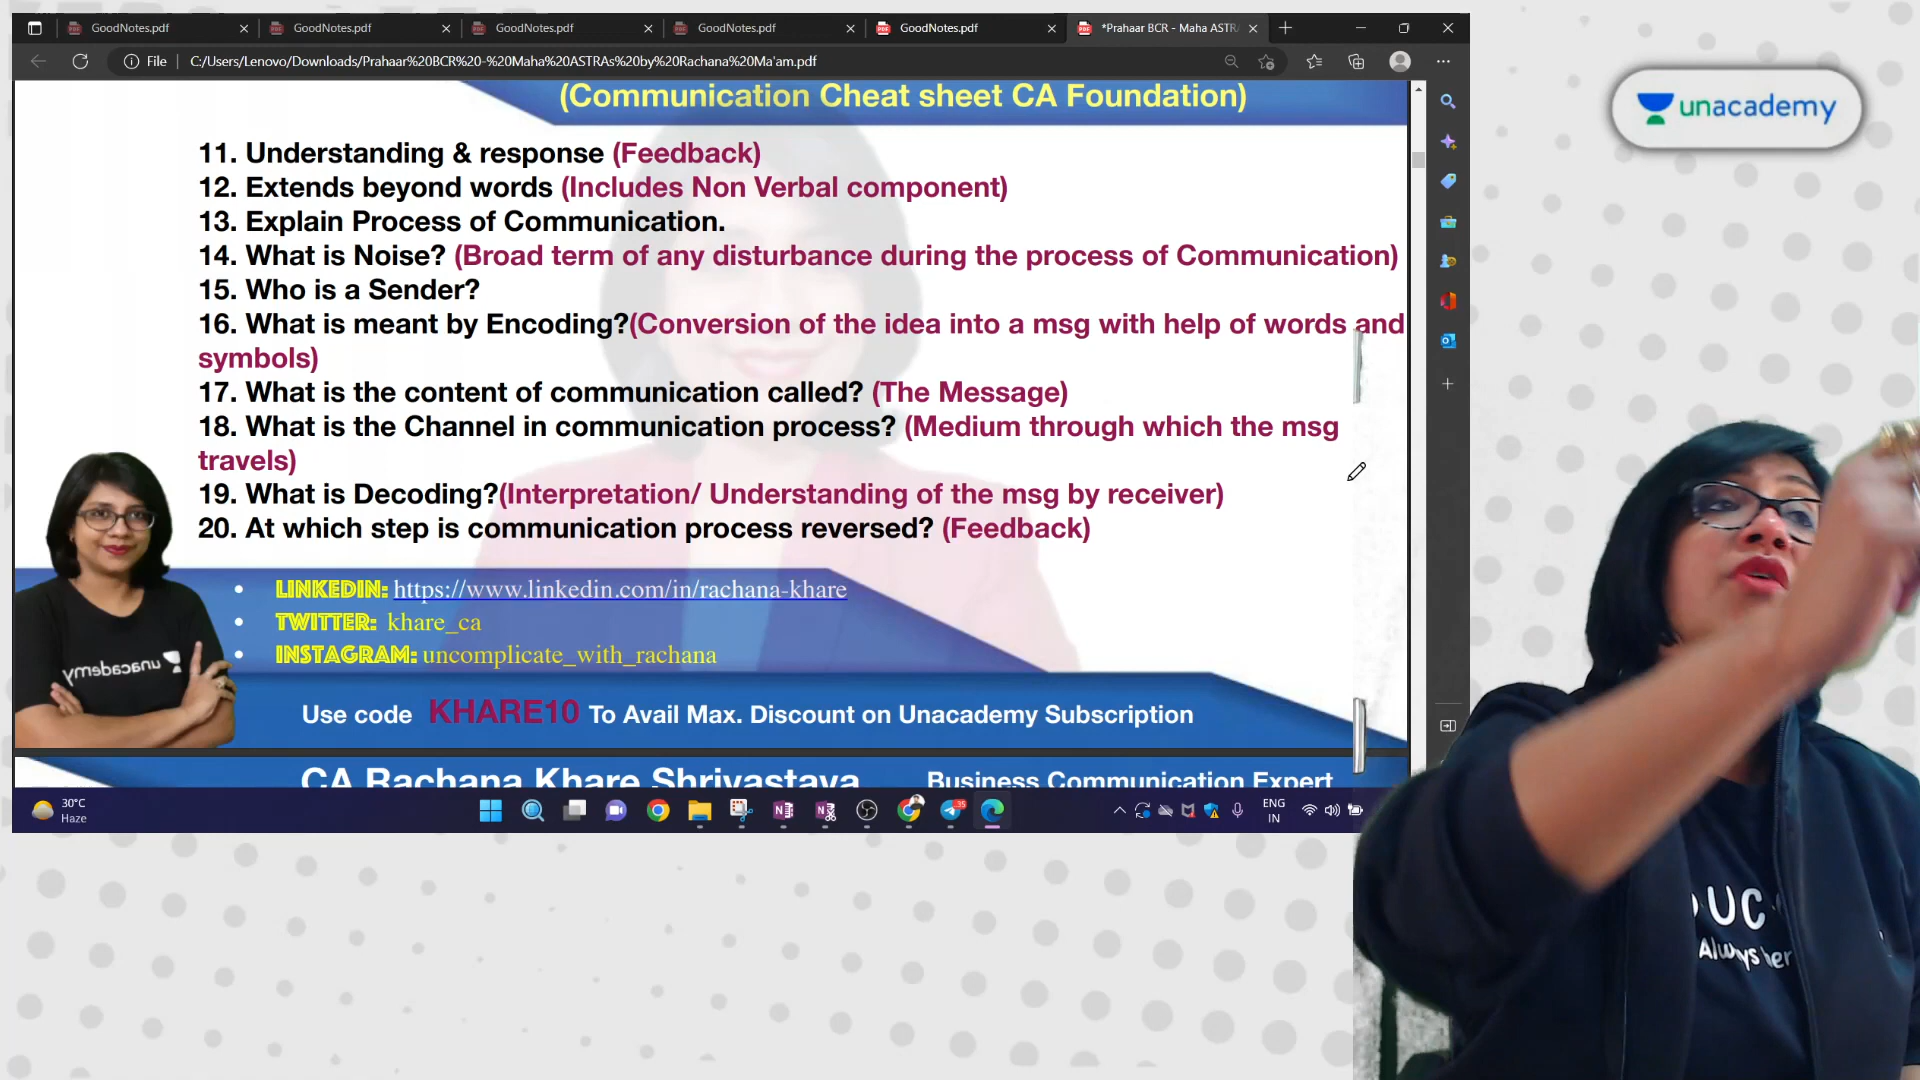 GoodNotes.pdf
GoodNotes.pdf
GoodNotes.pdf
GoodNotes.pdf
GoodNotes.pdf
*Prahaar BCR - Maha ASTR
File
C:/Users/Lenovo/Downloads/Prahaar%20BCR%20-%20Maha%20ASTRAs%20by%20Rachana%20Ma'am.pdf
unacademy
(Communication Cheat sheet CA Foundation)
11. Understanding & response (Feedback)
12. Extends beyond words (Includes Non Verbal component)
13. Explain Process of Communication.
14. What is Noise? (Broad term of any disturbance during the process of Communication)
15. Who is a Sender?
16. What is meant by Encoding?(Conversion of the idea into a msg with help of words and
symbols)
17. What is the content of communication called? (The Message)
18. What is the Channel in communication process? (Medium through which the msg
travels)
19. What is Decoding?(Interpretation/ Understanding of the msg by receiver)
20. At which step is communication process reversed? (Feedback)
• LINKEDIN: https://www.linkedin.com/in/rachana-khare
• TWITTER: khare_ca
• INSTAGRAM: uncomplicate_with_rachana
unacademy
Use code KHARE10 To Avail Max. Discount on Unacademy Subscription
CA Rachana Khare Shrivastava Business Communication Expert
30°C
Haze
35
ENG
IN
UC
Always